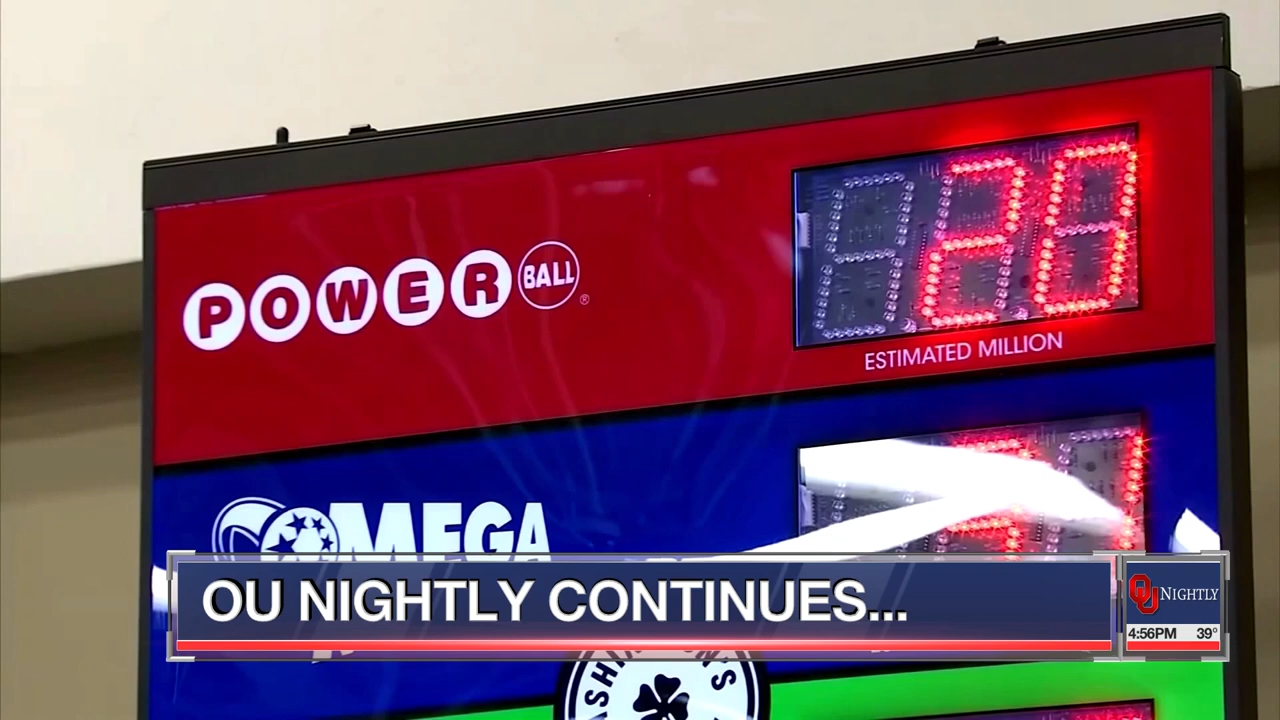 POWER BALL ®
20
ESTIMATED MILLION
MEGA
OU NIGHTLY CONTINUES...
OU NIGHTLY
4:56PM 39°